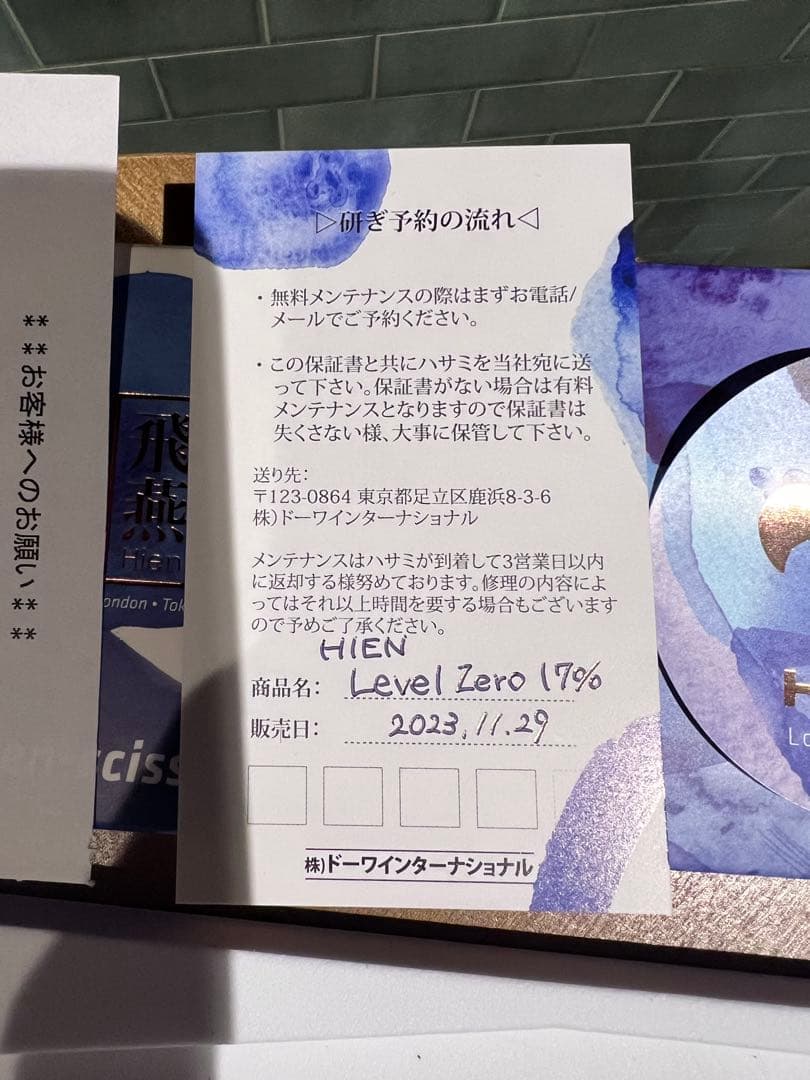 ▷研ぎ予約の流れ◁
・無料メンテナンスの際はまずお電話/
メールでご予約ください。
・この保証書と共にハサミを当社宛に送
って下さい。保証書がない場合は有料
メンテナンスとなりますので保証書は
失くさない様、大事に保管して下さい。
送り先：
〒123-0864 東京都足立区鹿浜8-3-6
株）ドーワインターナショナル
メンテナンスはハサミが到着して3営業日以内
に返却する様努めております。修理の内容によ
ってはそれ以上時間を要する場合もございます
ので予めご了承ください。
HIEN
商品名： Level Zero 17%
販売日： 2023.11.29
株）ドーワインターナショナル
**お客様へのお願い**
**
飛
燕
Hien
ondon • Tok
sciss
H
Lo